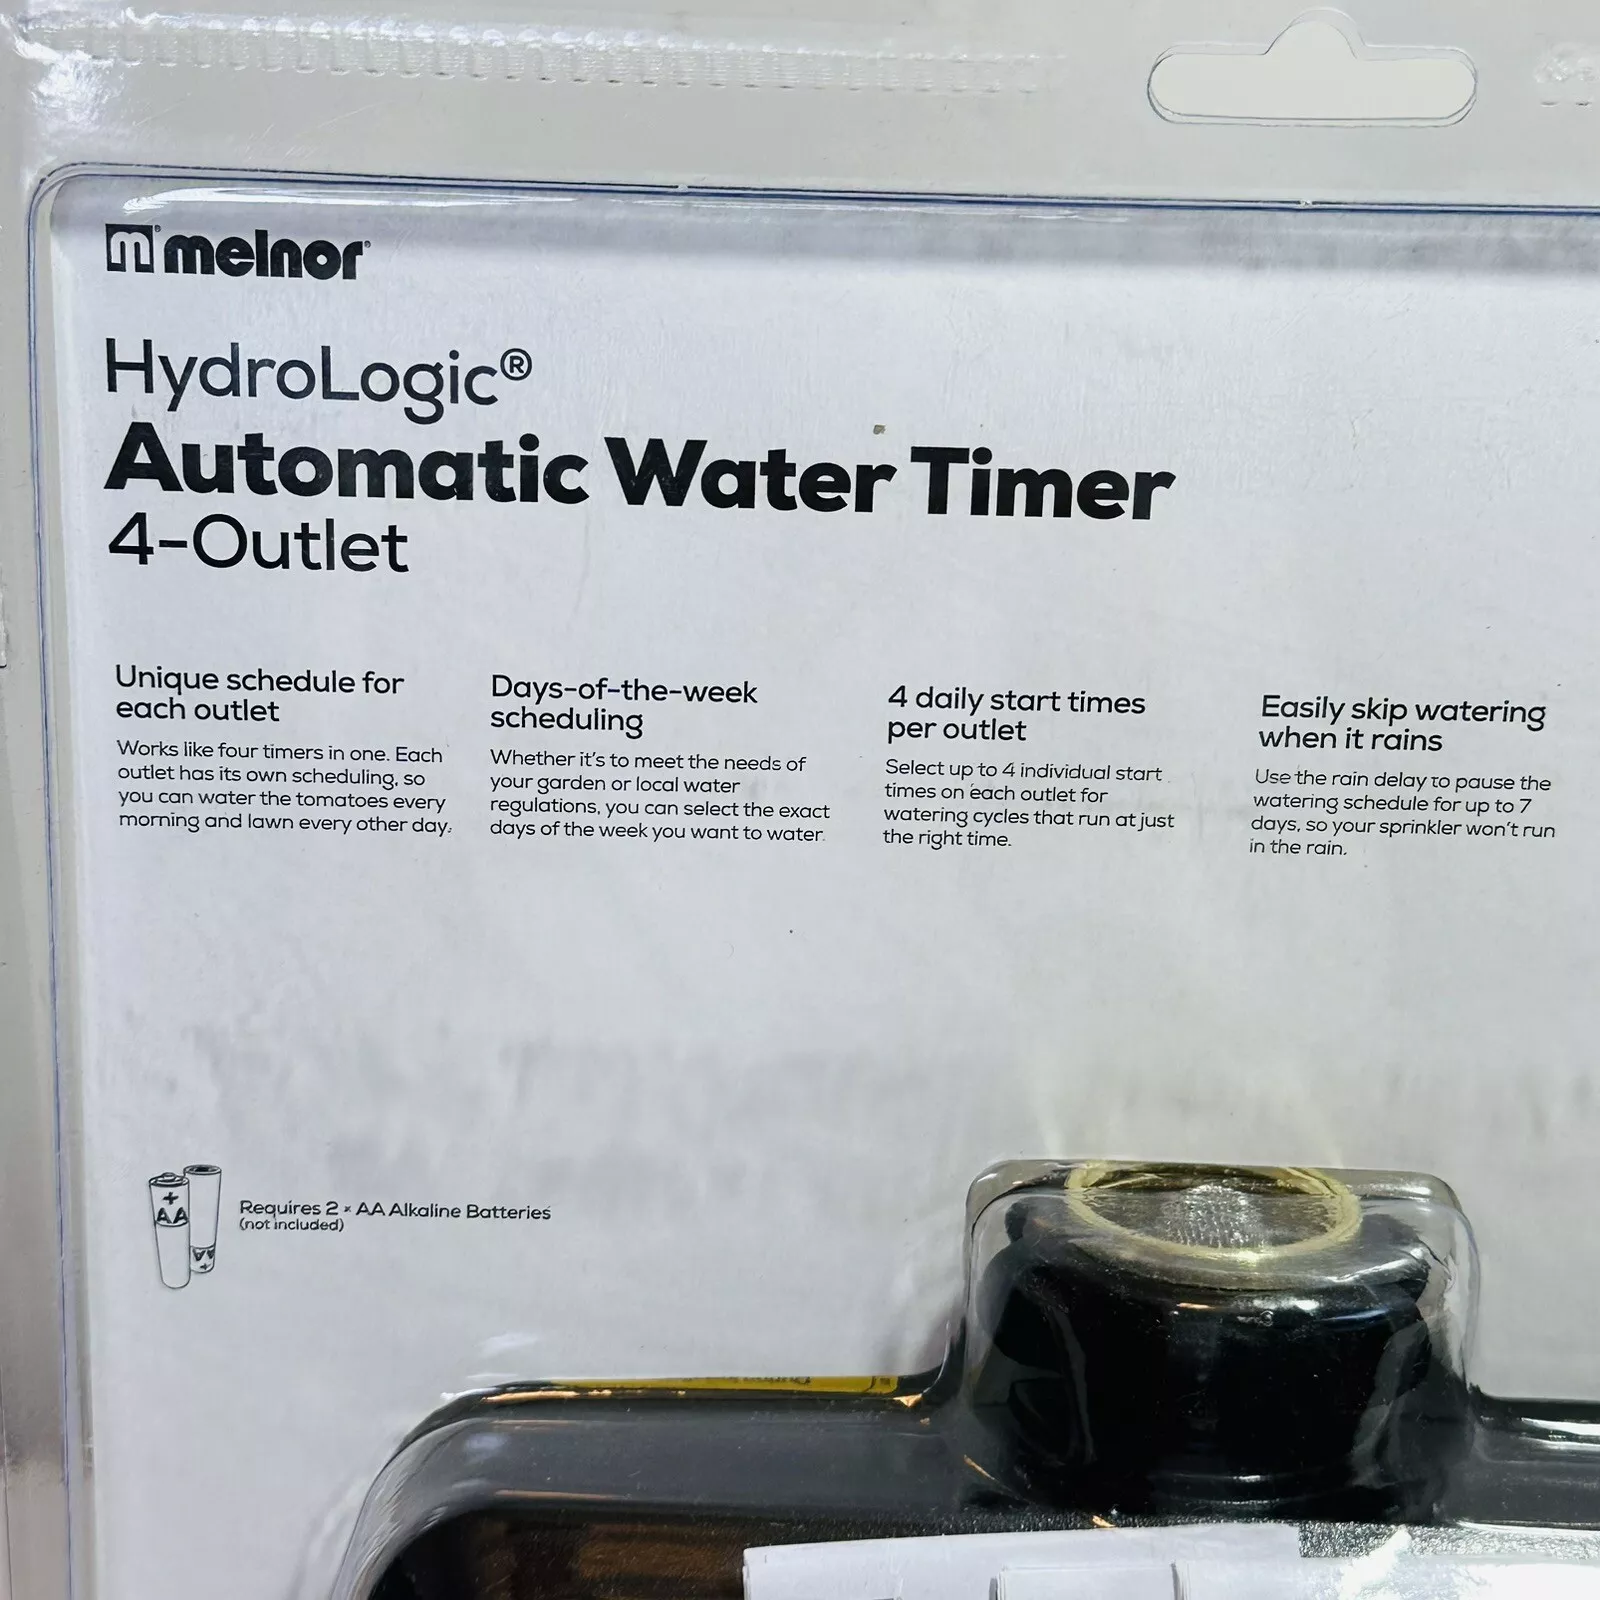 melnor®
HydroLogic®
Automatic Water Timer
4-Outlet
Unique schedule for
each outlet
Works like four timers in one. Each
outlet has its own scheduling, so
you can water the tomatoes every
morning and lawn every other day.
Days-of-the-week
scheduling
Whether it's to meet the needs of
your garden or local water
regulations, you can select the exact
days of the week you want to water.
4 daily start times
per outlet
Select up to 4 individual start
times on each outlet for
watering cycles that run at just
the right time.
Easily skip watering
when it rains
Use the rain delay to pause the
watering schedule for up to 7
days, so your sprinkler won't run
in the rain.
+
AA
AA
+
Requires 2 × AA Alkaline Batteries
(not included)